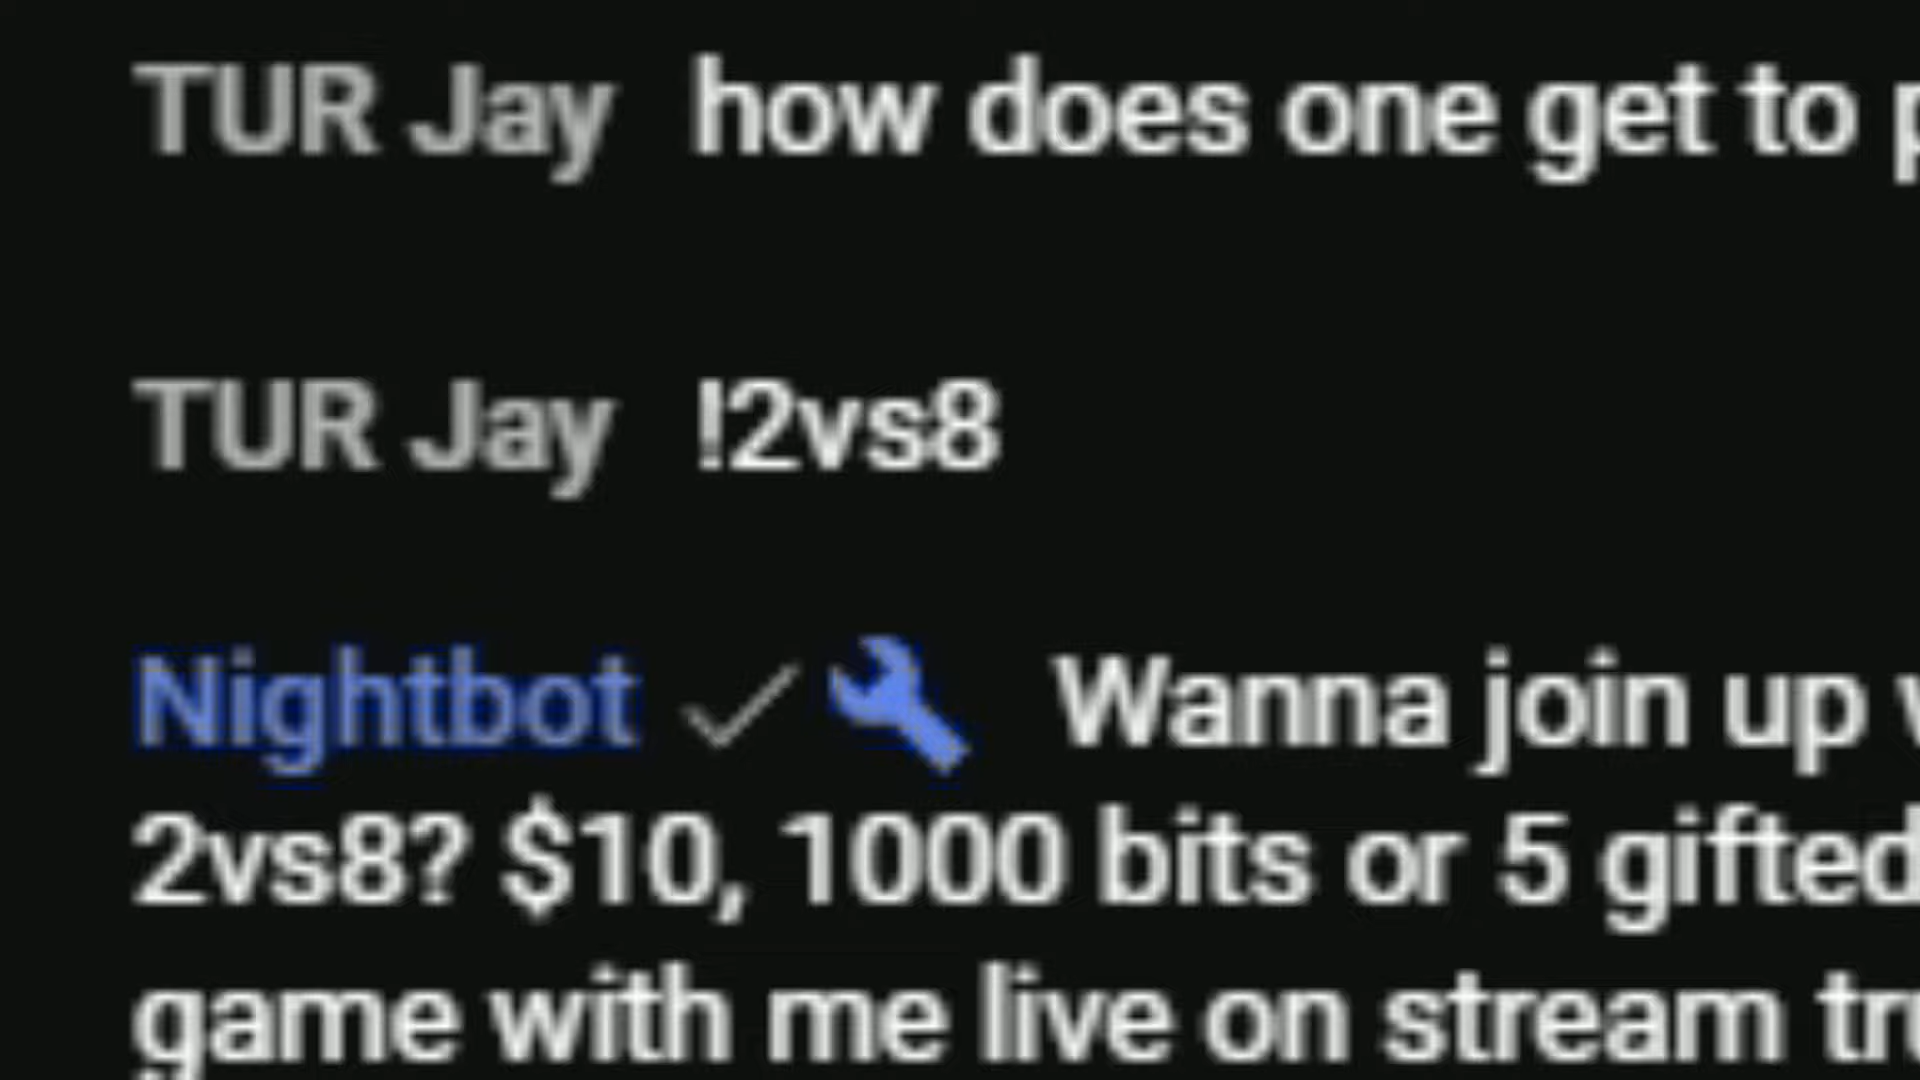 TUR Jay how does one get to
TUR Jay !2vs8
Nightbot Wanna join up
2vs8? $10, 1000 bits or 5 gifted
game with me live on stream